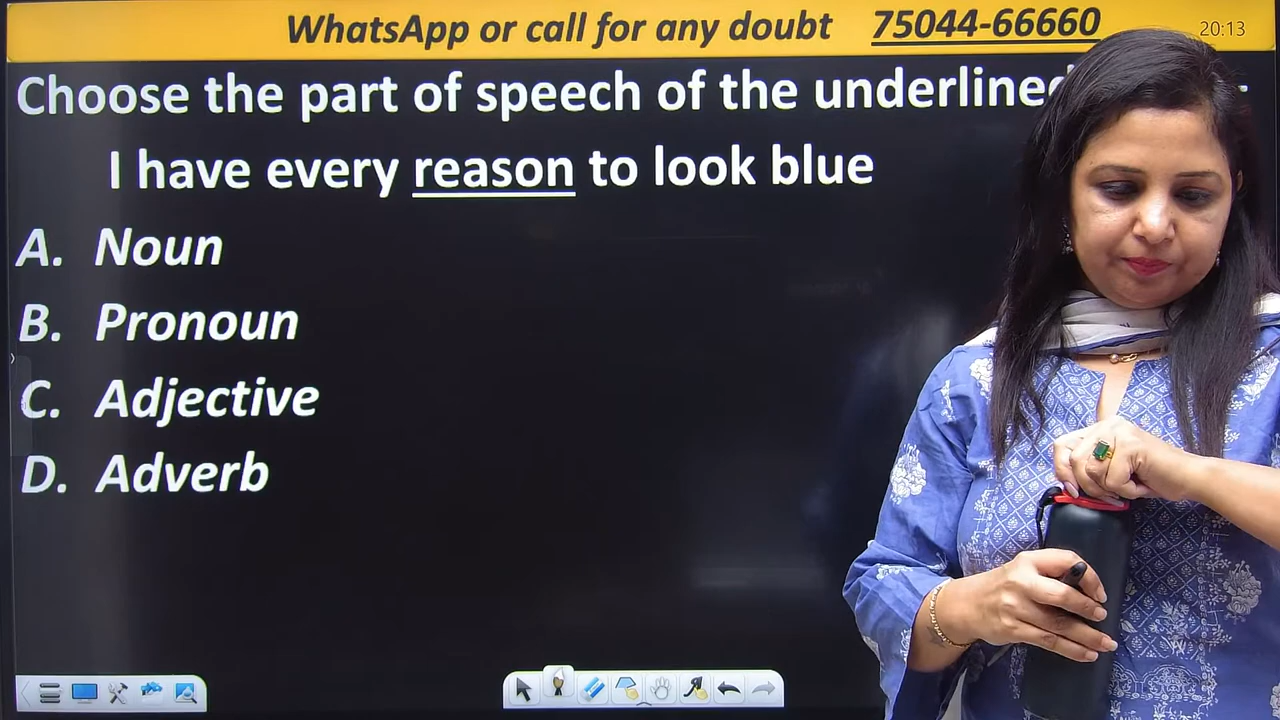 WhatsApp or call for any doubt 75044-66660
20:13
Choose the part of speech of the underlined
I have every reason to look blue
A. Noun
B. Pronoun
C. Adjective
D. Adverb